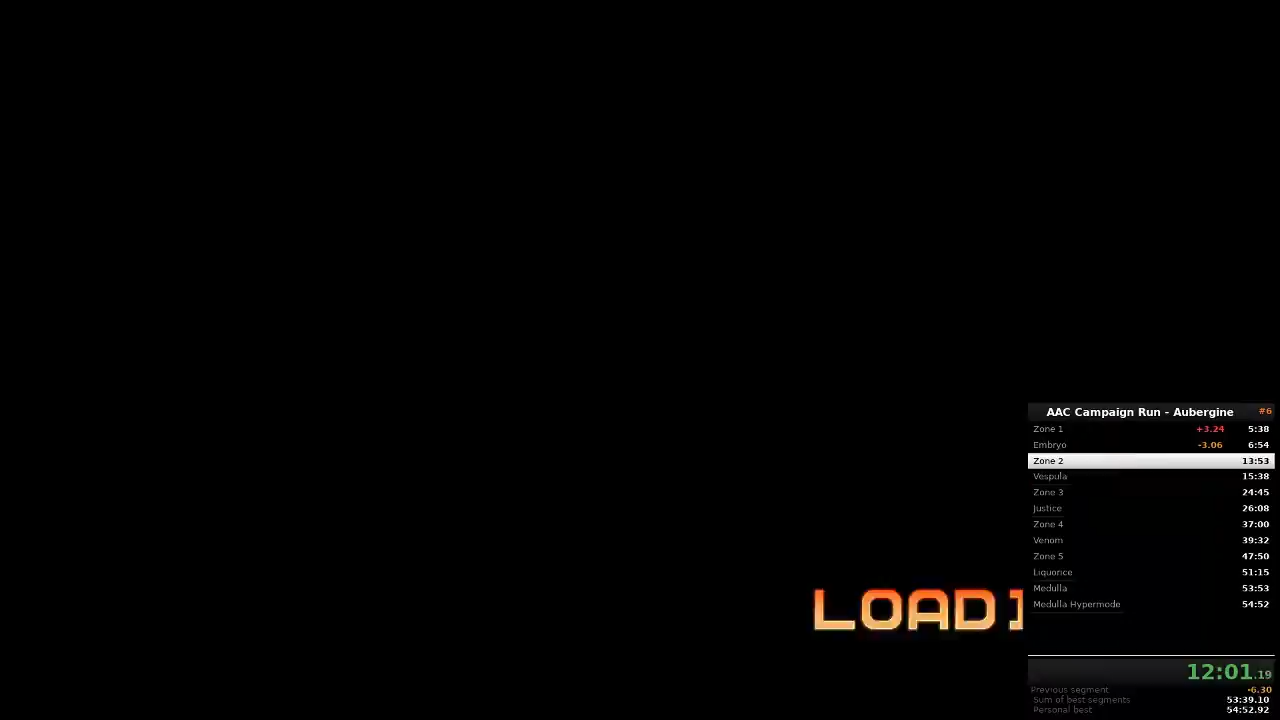 AAC Campaign Run - Aubergine #6
Zone 1 +3.24 5:38
Embryo -3.06 6:54
Zone 2 13:53
Vespula 15:38
Zone 3 24:45
Justice 26:08
Zone 4 37:00
Venom 39:32
Zone 5 47:50
Liquorice 51:15
Medulla 53:53
Medulla Hypermode 54:52
LOADI
12:01.19
Previous segment -6.30
Sum of best segments 53:39.10
Personal best 54:52.92